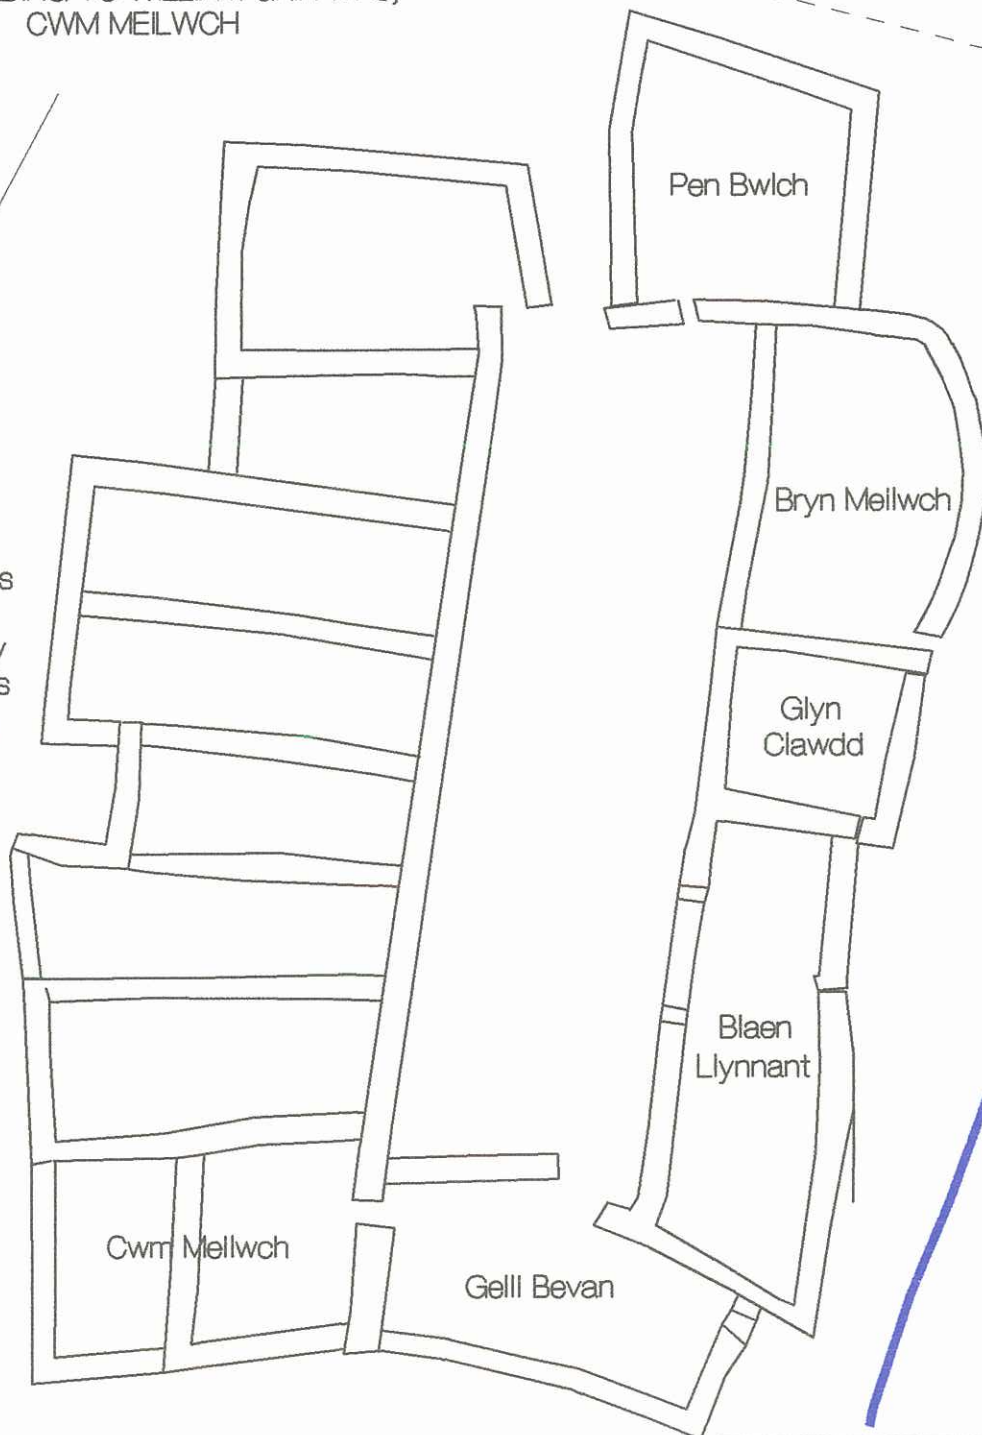 CWM MEILWCH
Pen Bwlch
Bryn Meilwch
Glyn
Clawdd
Blaen
Llynnant
Cwm Meilwch
Gelli Bevan